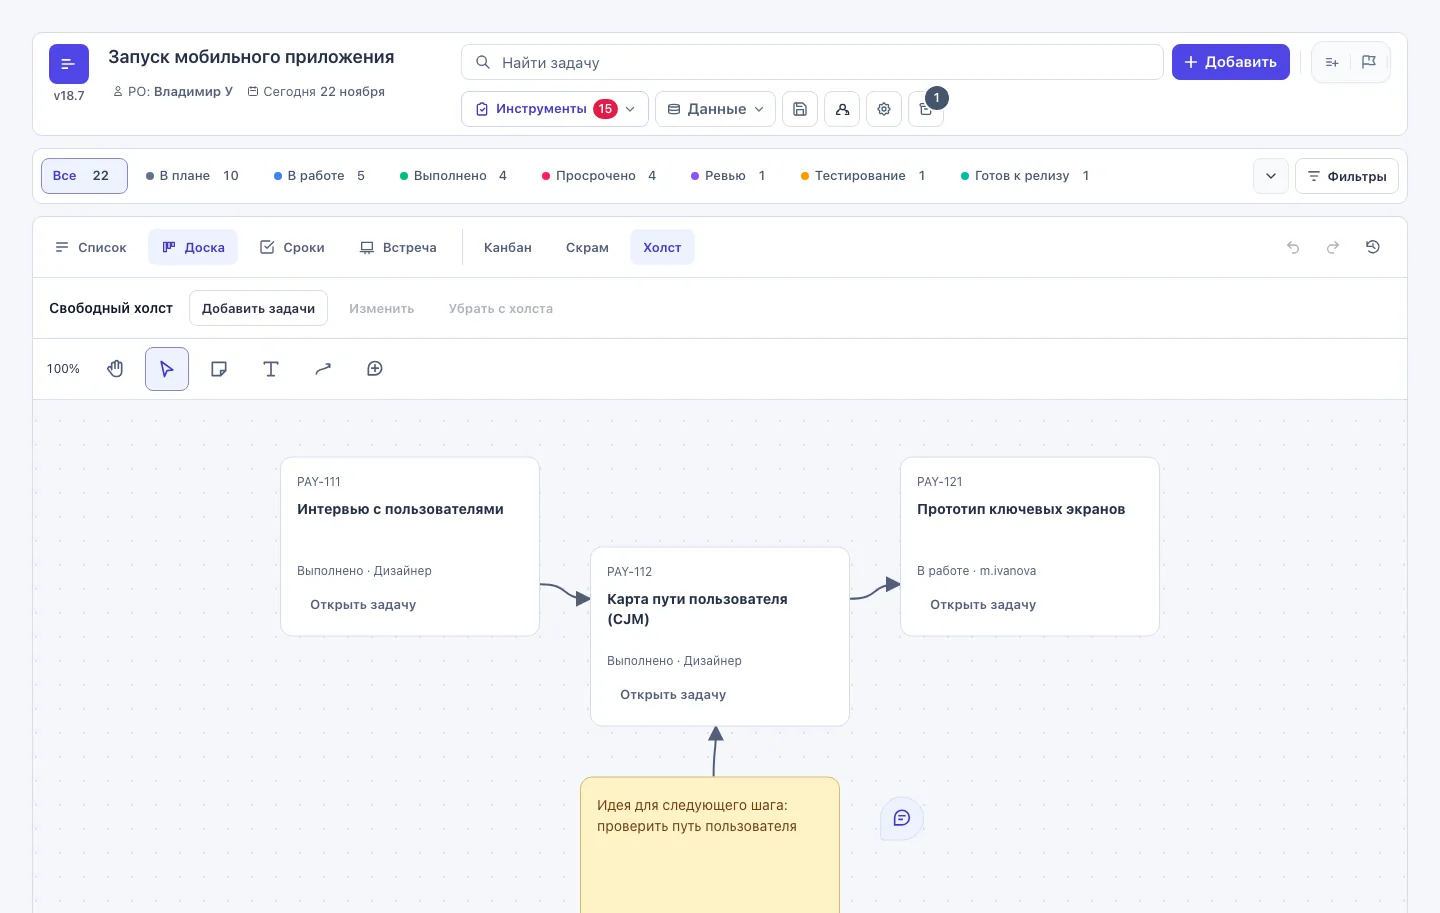 Запуск мобильного приложения
v18.7
PO: Владимир У
Сегодня 22 ноября
Найти задачу
Добавить
Инструменты 15
Данные
1
Все 22
В плане 10
В работе 5
Выполнено 4
Просрочено 4
Ревью 1
Тестирование 1
Готов к релизу 1
Фильтры
Список
Доска
Сроки
Встреча
Канбан
Скрам
Холст
Свободный холст
Добавить задачи
Изменить
Убрать с холста
100%
PAY-111
Интервью с пользователями
Выполнено · Дизайнер
Открыть задачу
PAY-112
Карта пути пользователя
(CJM)
Выполнено · Дизайнер
Открыть задачу
PAY-121
Прототип ключевых экранов
В работе · m.ivanova
Открыть задачу
Идея для следующего шага:
проверить путь пользователя